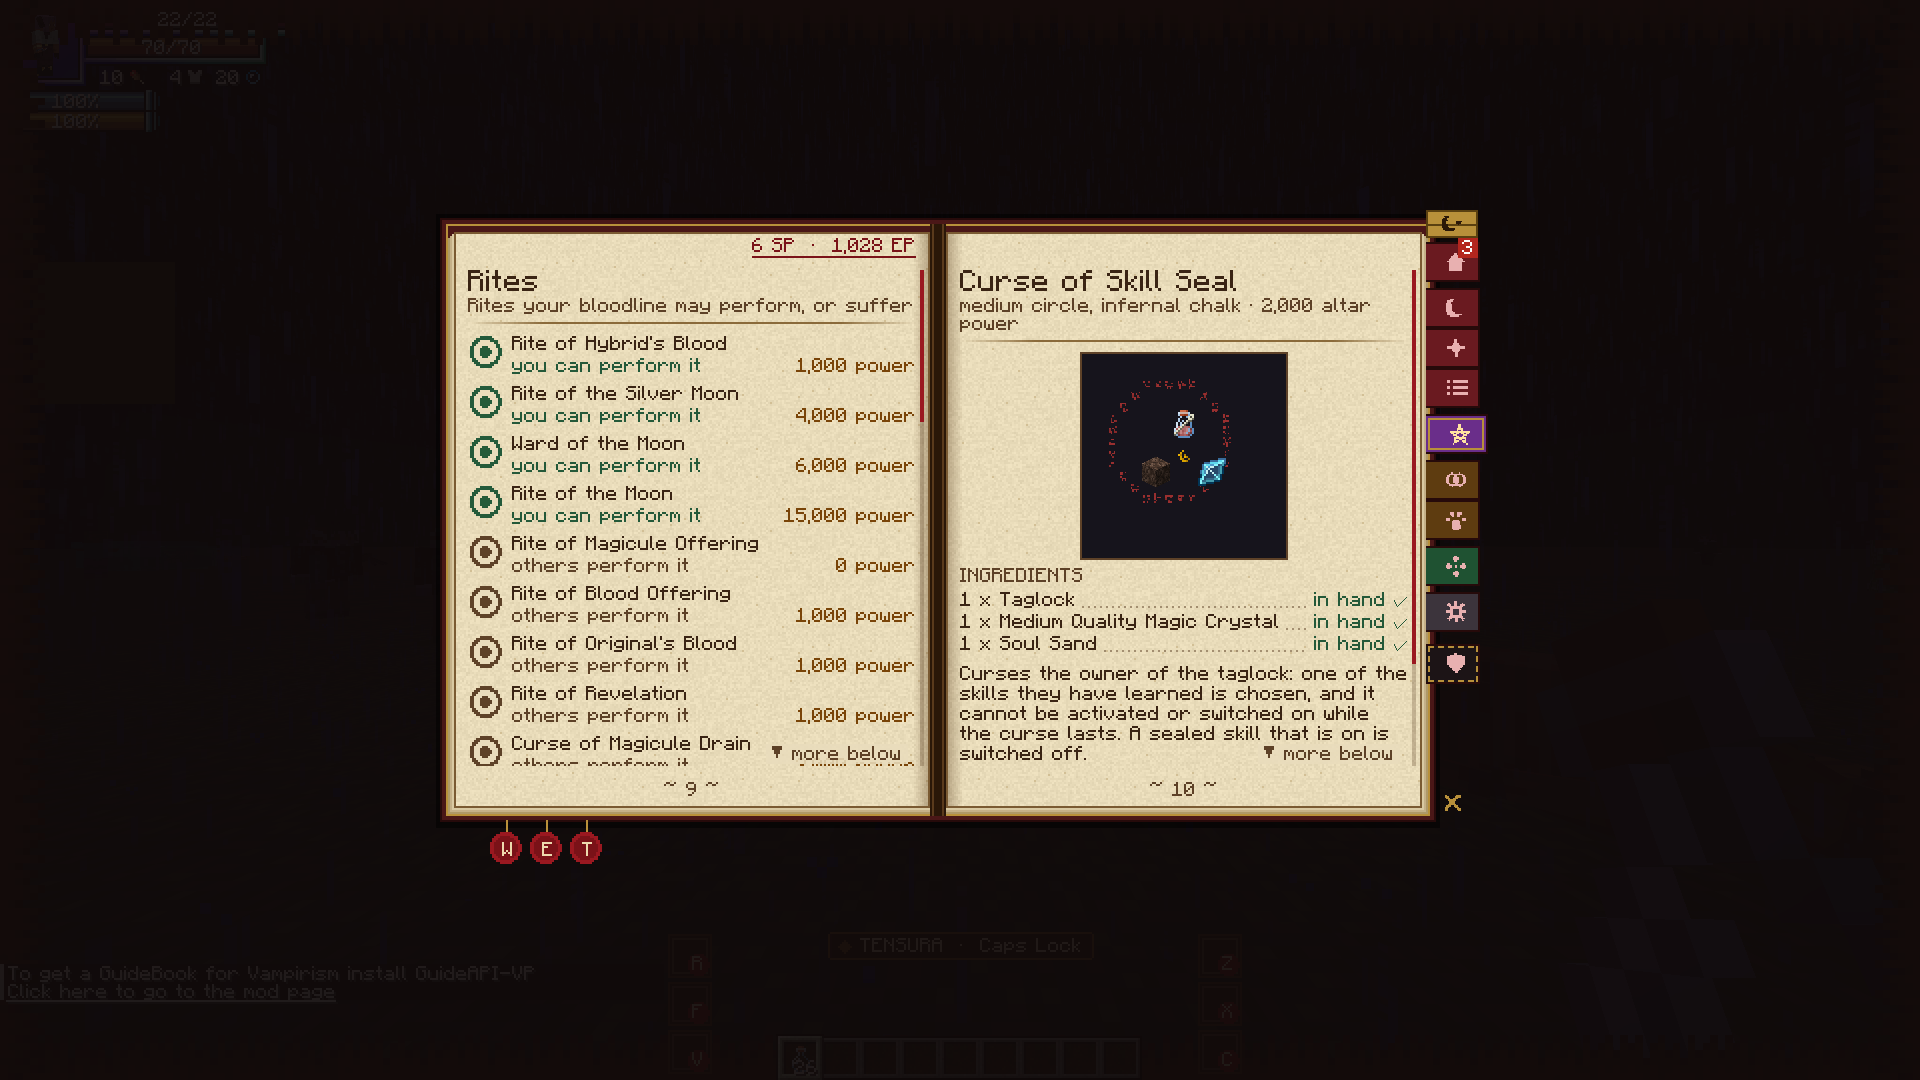 22/22
70/70
10 4 20
100%
100%
6 SP · 1,028 EP
Rites
Rites your bloodline may perform, or suffer
Rite of Hybrid's Blood
you can perform it 1,000 power
Rite of the Silver Moon
you can perform it 4,000 power
Ward of the Moon
you can perform it 6,000 power
Rite of the Moon
you can perform it 15,000 power
Rite of Magicule Offering
others perform it 0 power
Rite of Blood Offering
others perform it 1,000 power
Rite of Original's Blood
others perform it 1,000 power
Rite of Revelation
others perform it 1,000 power
Curse of Magicule Drain
▼ more below
others perform it
~ 9 ~
Curse of Skill Seal
medium circle, infernal chalk · 2,000 altar
power
INGREDIENTS
1 x Taglock in hand ✓
1 x Medium Quality Magic Crystal in hand ✓
1 x Soul Sand in hand ✓
Curses the owner of the taglock: one of the
skills they have learned is chosen, and it
cannot be activated or switched on while
the curse lasts. A sealed skill that is on is
switched off.
▼ more below
~ 10 ~
3
W E T
TENSURA · Caps Lock
To get a GuideBook for Vampirism install GuideAPI-VP
Click here to go to the mod page
R
F
V
Z
X
C
26